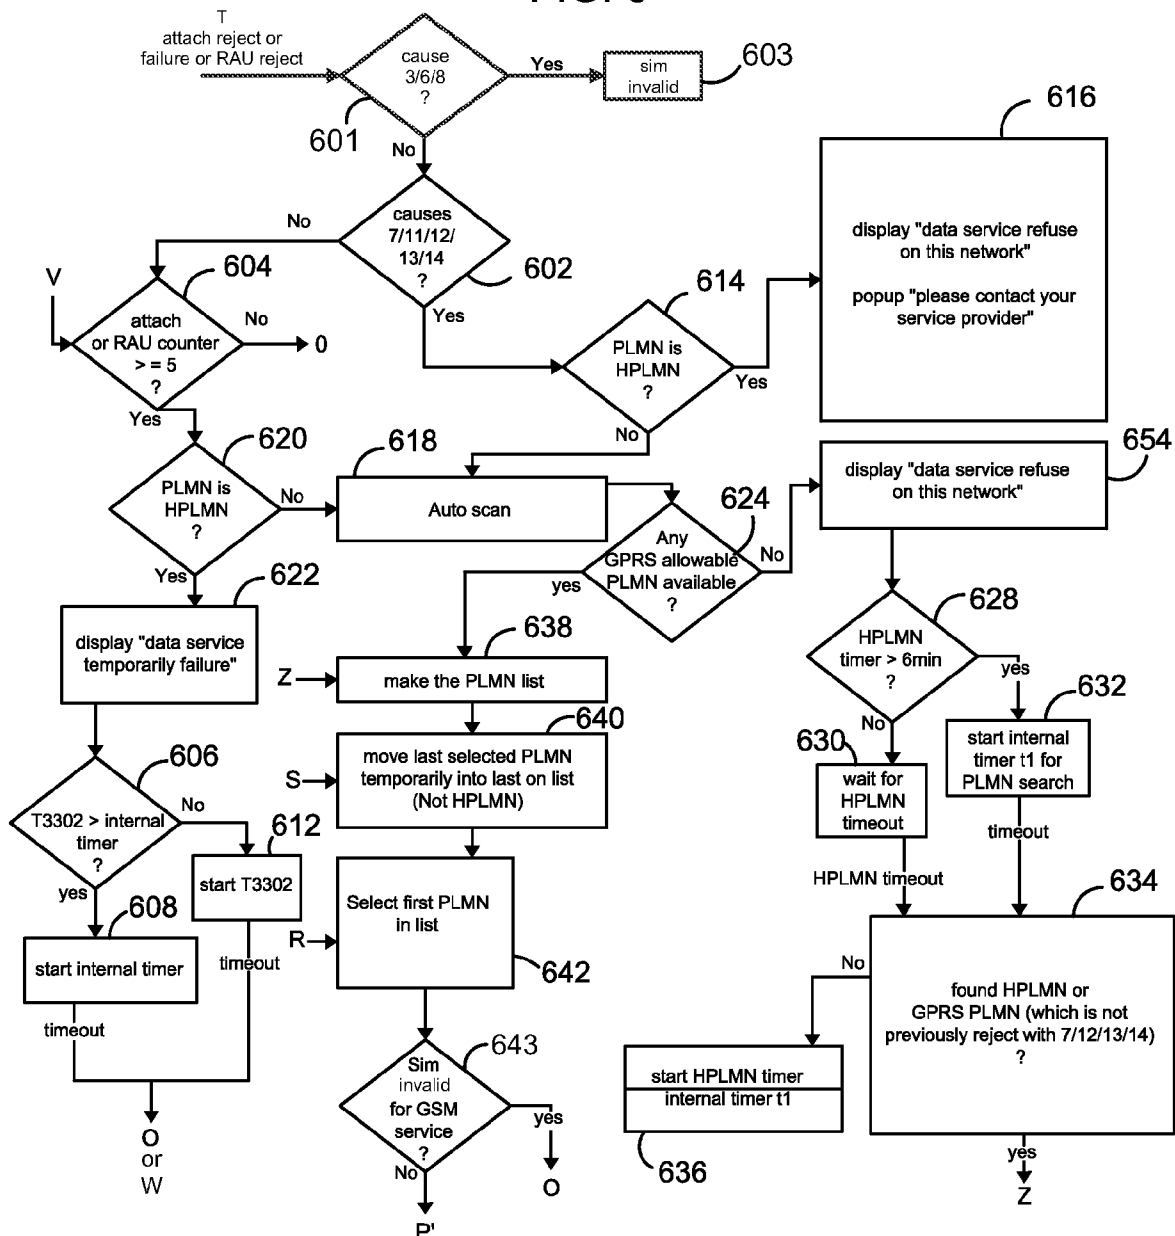 T
attach reject or
failure or RAU reject
cause
3/6/8
?
Yes
sim
invalid
603
601
No
616
causes
7/11/12/
13/14
?
No
602
Yes
display "data service refuse
on this network"
popup "please contact your
service provider"
V
604
attach
or RAU counter
> = 5
?
No
0
Yes
614
PLMN is
HPLMN
?
Yes
No
620
PLMN is
HPLMN
?
No
Yes
618
Auto scan
624
Any
GPRS allowable
PLMN available
?
No
yes
654
display "data service refuse
on this network"
622
display "data service
temporarily failure"
638
Z
make the PLMN list
628
HPLMN
timer > 6min
?
yes
No
640
S
move last selected PLMN
temporarily into last on list
(Not HPLMN)
630
wait for
HPLMN
timeout
632
start internal
timer t1 for
PLMN search
timeout
HPLMN timeout
606
T3302 > internal
timer
?
No
yes
612
start T3302
timeout
608
start internal timer
timeout
O
or
W
Select first PLMN
in list
R
642
634
found HPLMN or
GPRS PLMN (which is not
previously reject with 7/12/13/14)
?
No
yes
Z
start HPLMN timer
internal timer t1
636
643
Sim
invalid
for GSM
service
?
yes
O
No
P'